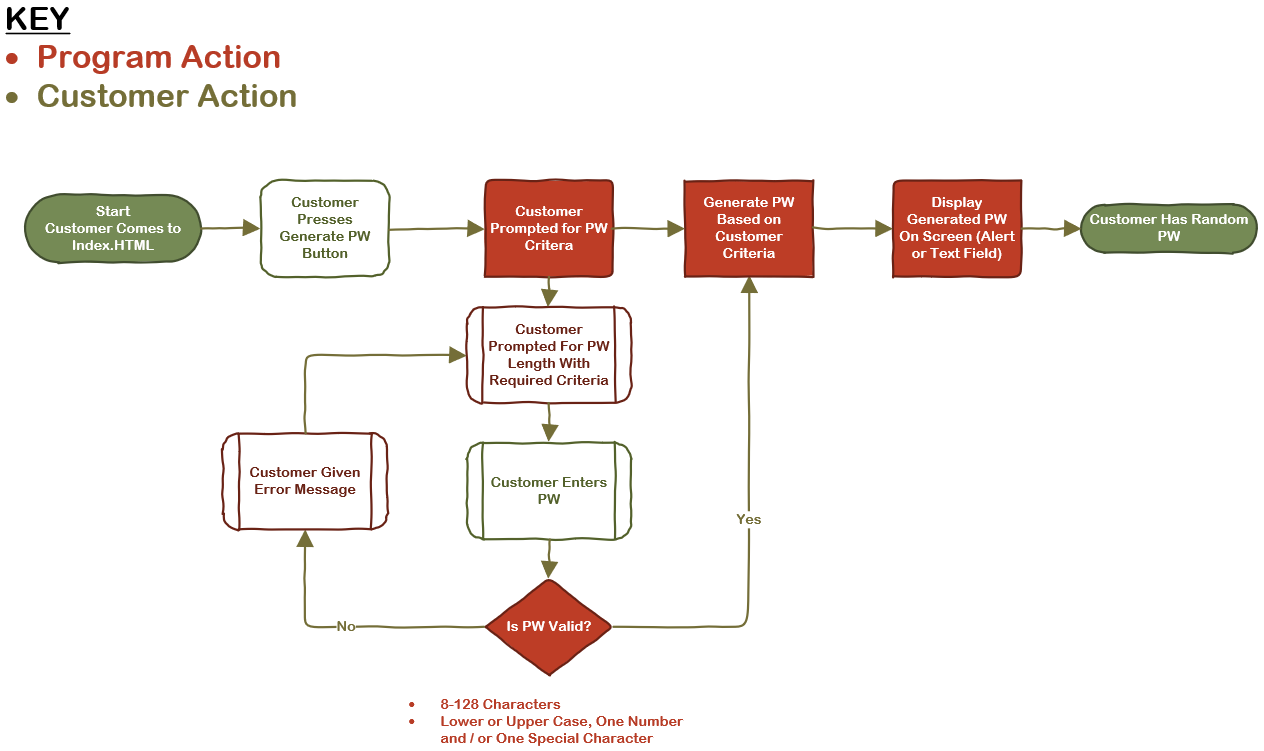 KEY
• Program Action
• Customer Action
Start
Customer Comes to
Index.HTML
Customer
Presses
Generate PW
Button
Customer
Prompted for PW
Critera
Generate PW
Based on
Customer
Criteria
Display
Generated PW
On Screen (Alert
or Text Field)
Customer Has Random
PW
Customer
Prompted For PW
Length With
Required Criteria
Customer Given
Error Message
Customer Enters
PW
Yes
Is PW Valid?
No
• 8-128 Characters
• Lower or Upper Case, One Number
and / or One Special Character